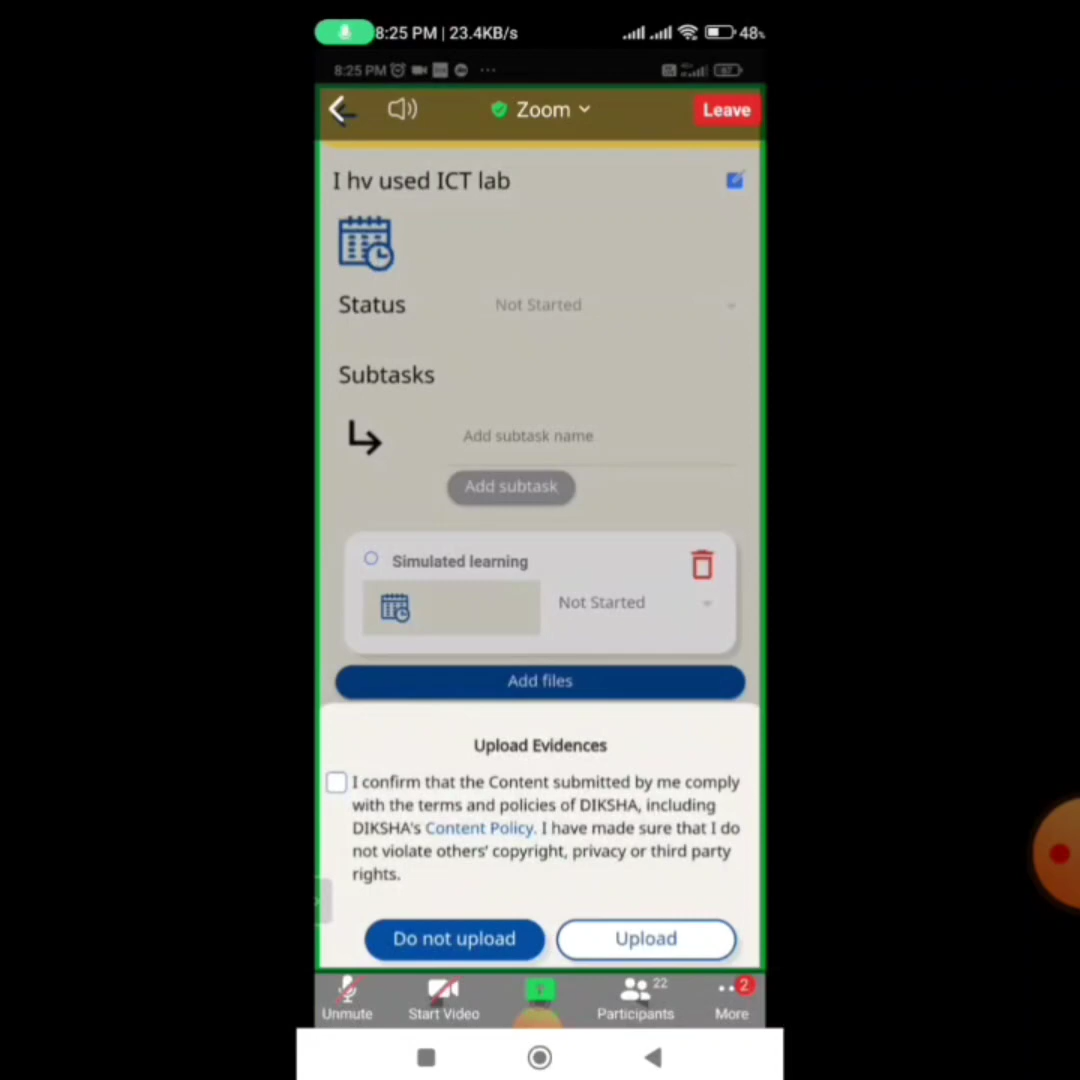 8:25 PM | 23.4KB/s 48%
8:25 PM
Zoom
Leave
I hv used ICT lab
Status Not Started
Subtasks
Add subtask name
Add subtask
Simulated learning
Not Started
Add files
Upload Evidences
I confirm that the Content submitted by me comply
with the terms and policies of DIKSHA, including
DIKSHA's Content Policy. I have made sure that I do
not violate others' copyright, privacy or third party
rights.
Do not upload Upload
22 2
Unmute Start Video Participants More